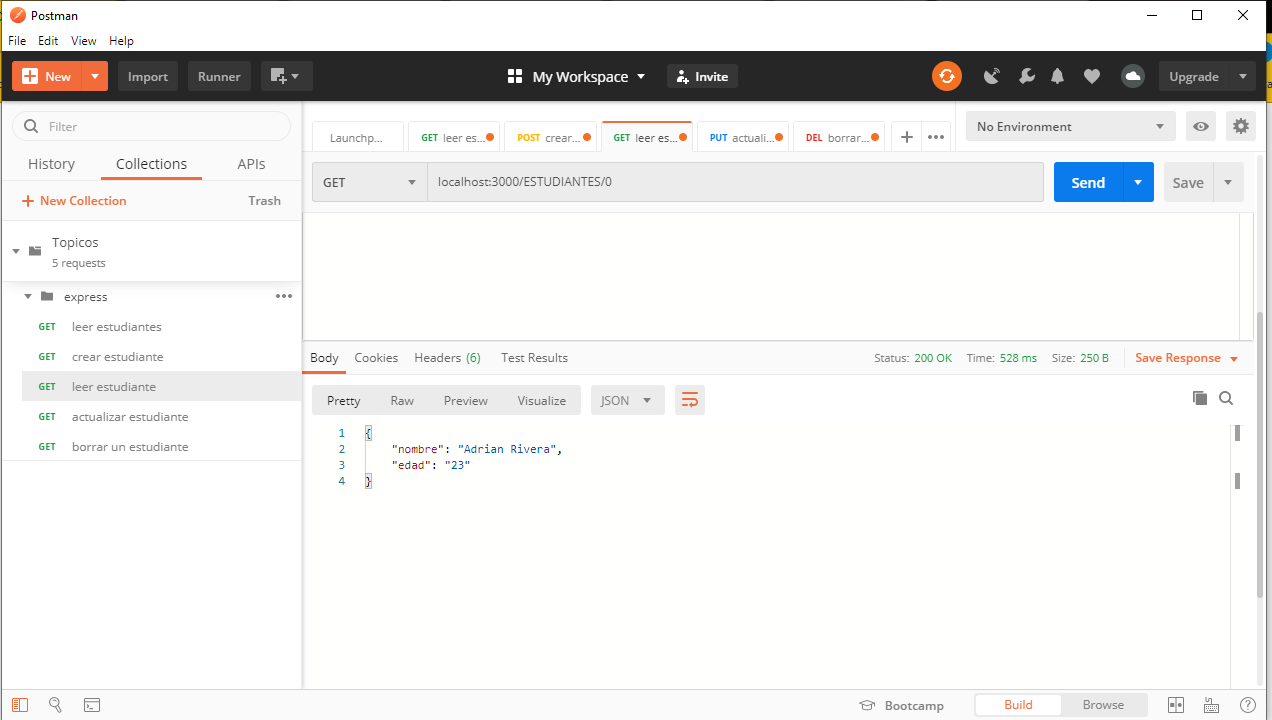 Postman
File Edit View Help
New Import Runner My Workspace Invite Upgrade
Filter
History Collections APIs
New Collection Trash
Topicos
5 requests
express
GET leer estudiantes
GET crear estudiante
GET leer estudiante
GET actualizar estudiante
GET borrar un estudiante
Launchp... GET leer es... POST crear... GET leer es... PUT actuali... DEL borrar... No Environment
GET localhost:3000/ESTUDIANTES/0 Send Save
Body Cookies Headers (6) Test Results Status: 200 OK Time: 528 ms Size: 250 B Save Response
Pretty Raw Preview Visualize JSON
1 {
2 "nombre": "Adrian Rivera",
3 "edad": "23"
4 }
Bootcamp Build Browse